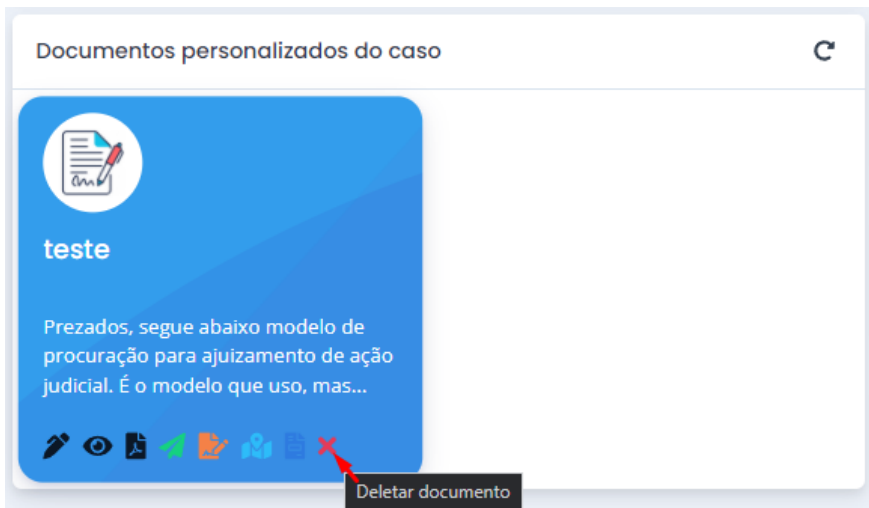 Documentos personalizados do caso
teste
Prezados, segue abaixo modelo de
procuração para ajuizamento de ação
judicial. É o modelo que uso, mas...
Deletar documento